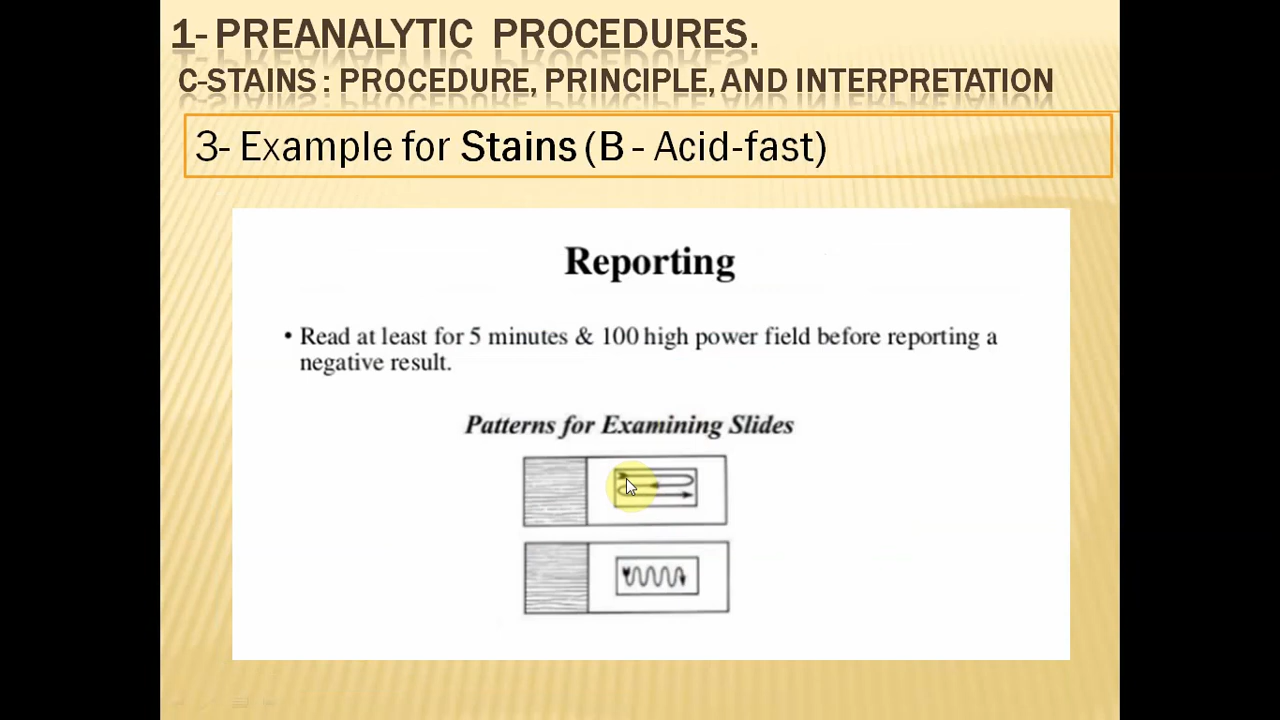 1- PREANALYTIC PROCEDURES.
C-STAINS : PROCEDURE, PRINCIPLE, AND INTERPRETATION
3- Example for Stains (B - Acid-fast)
Reporting
• Read at least for 5 minutes & 100 high power field before reporting a
negative result.
Patterns for Examining Slides